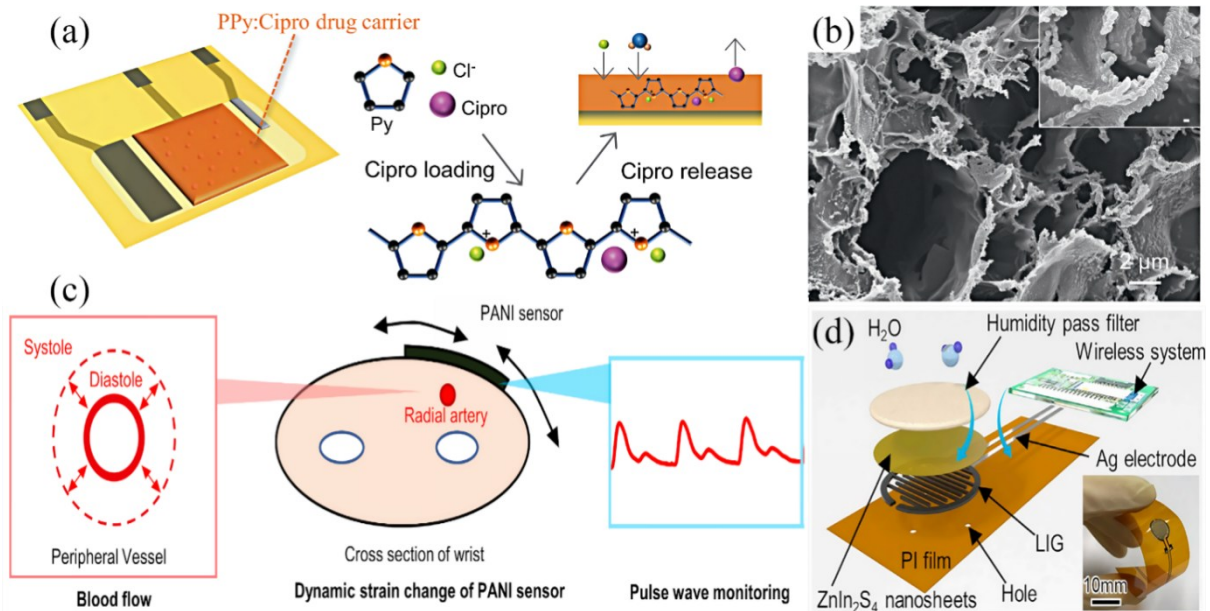 (a)
PPy:Cipro drug carrier
Cl⁻
Cipro
Py
Cipro loading
Cipro release
+
+
(b)
2 μm
(c)
Systole
Diastole
Peripheral Vessel
Blood flow
PANI sensor
Radial artery
Cross section of wrist
Dynamic strain change of PANI sensor
Pulse wave monitoring
(d)
H₂O
Humidity pass filter
Wireless system
Ag electrode
LIG
PI film
Hole
ZnIn₂S₄ nanosheets
10mm